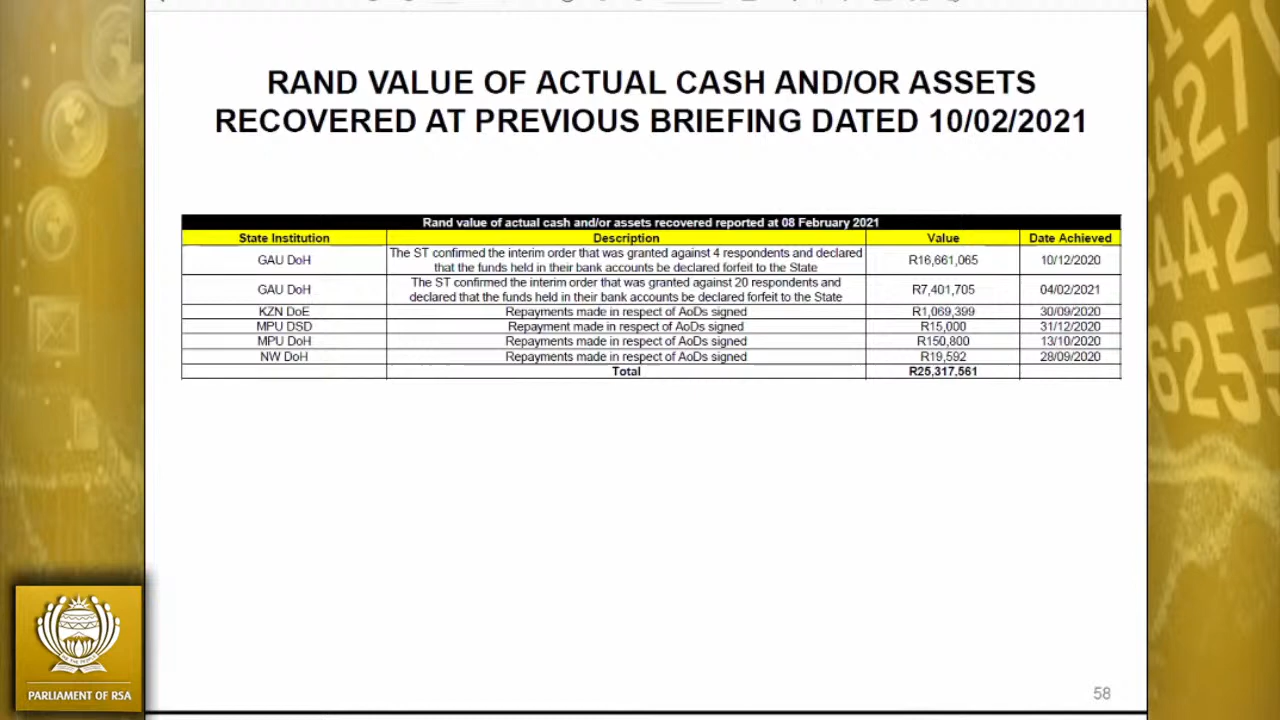 RAND VALUE OF ACTUAL CASH AND/OR ASSETS
RECOVERED AT PREVIOUS BRIEFING DATED 10/02/2021
Rand value of actual cash and/or assets recovered reported at 08 February 2021
State Institution Description Value Date Achieved
GAU DoH The ST confirmed the interim order that was granted against 4 respondents and declared that the funds held in their bank accounts be declared forfeit to the State R16,661,065 10/12/2020
GAU DoH The ST confirmed the interim order that was granted against 20 respondents and declared that the funds held in their bank accounts be declared forfeit to the State R7,401,705 04/02/2021
KZN DoE Repayments made in respect of AoDs signed R1,069,399 30/09/2020
MPU DSD Repayment made in respect of AoDs signed R15,000 31/12/2020
MPU DoH Repayments made in respect of AoDs signed R150,800 13/10/2020
NW DoH Repayments made in respect of AoDs signed R19,592 28/09/2020
Total R25,317,561
58
PARLIAMENT OF RSA
427
442
6255